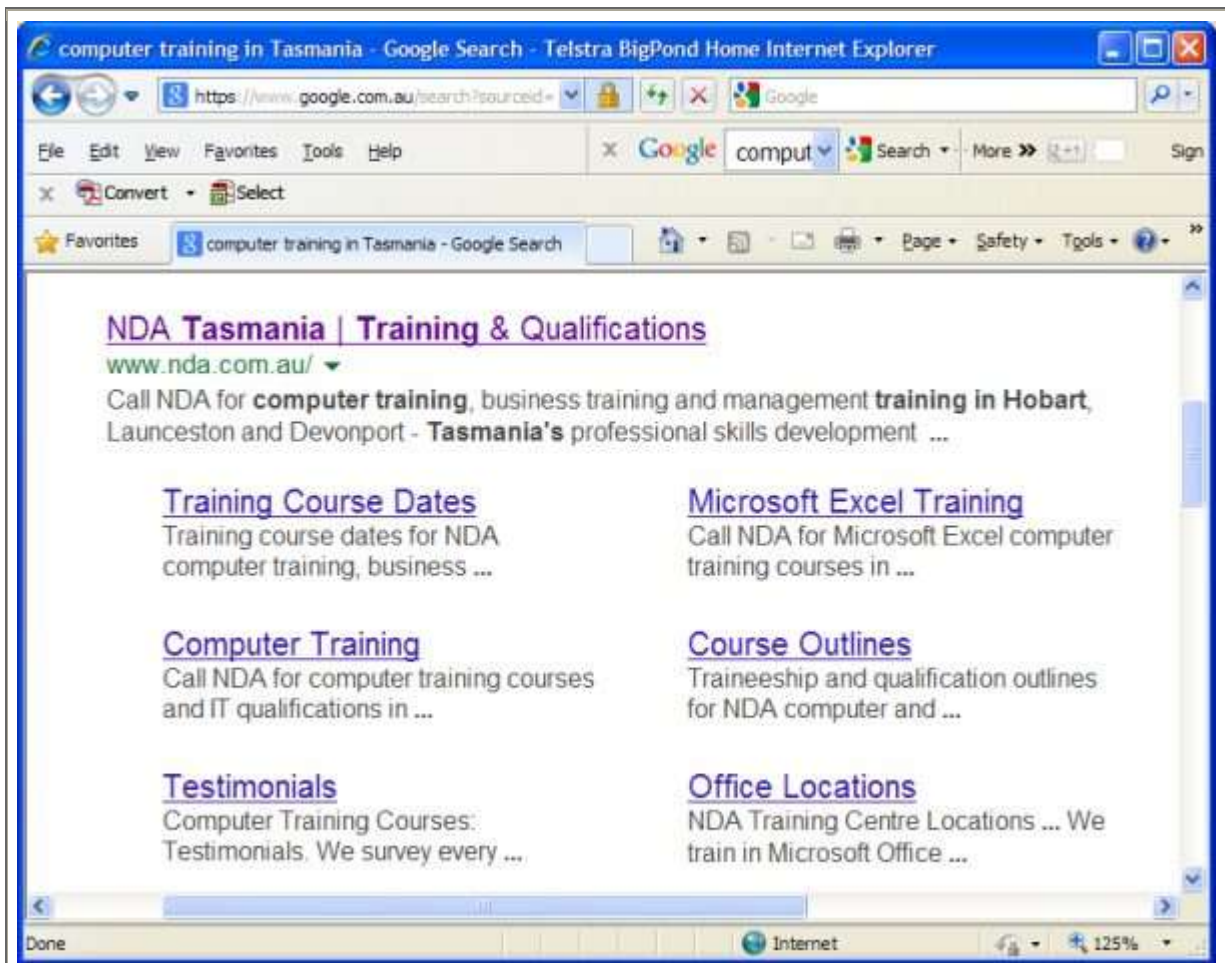 computer training in Tasmania - Google Search - Telstra BigPond Home Internet Explorer
https://www.google.com.au/search?sourceid=
Google
File Edit View Favorites Tools Help
x Google comput Search More >> Sign
x Convert Select
Favorites computer training in Tasmania - Google Search Page Safety Tools >>
NDA Tasmania | Training & Qualifications
www.nda.com.au/
Call NDA for computer training, business training and management training in Hobart,
Launceston and Devonport - Tasmania's professional skills development ...
Training Course Dates
Training course dates for NDA
computer training, business ...
Microsoft Excel Training
Call NDA for Microsoft Excel computer
training courses in ...
Computer Training
Call NDA for computer training courses
and IT qualifications in ...
Course Outlines
Traineeship and qualification outlines
for NDA computer and ...
Testimonials
Computer Training Courses:
Testimonials. We survey every ...
Office Locations
NDA Training Centre Locations ... We
train in Microsoft Office ...
Done Internet 125%